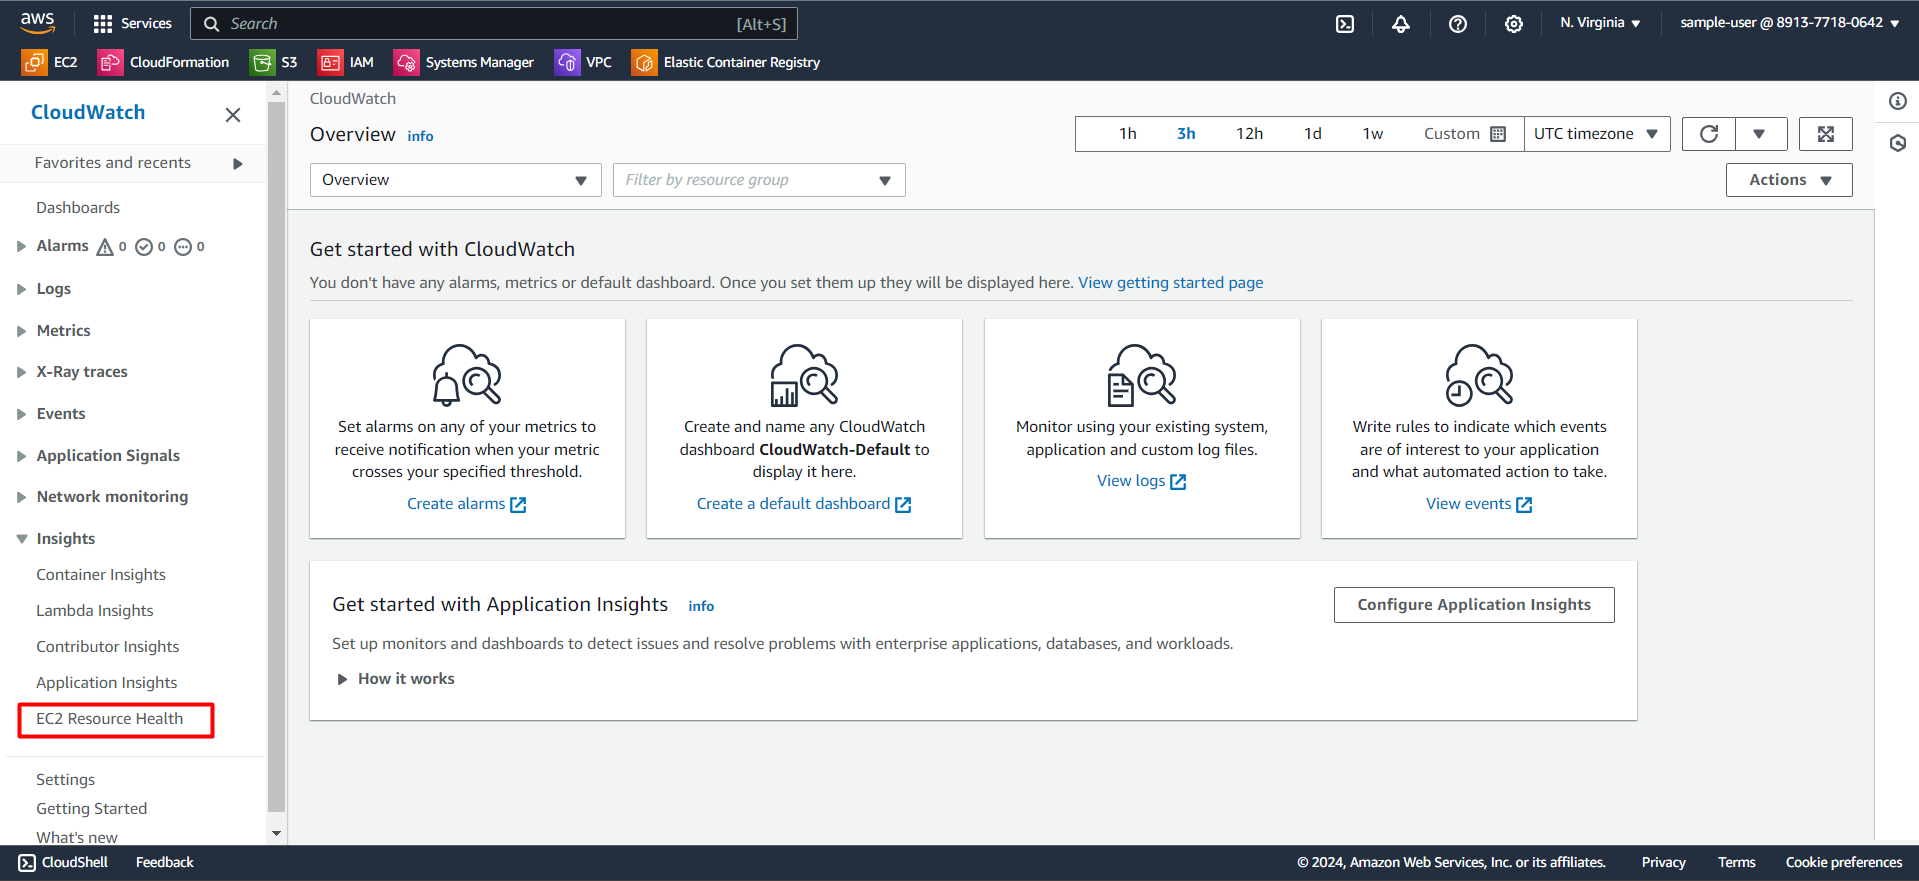 aws
Services
Search
[Alt+S]
N. Virginia
sample-user @ 8913-7718-0642
EC2
CloudFormation
S3
IAM
Systems Manager
VPC
Elastic Container Registry
CloudWatch
Favorites and recents
Dashboards
Alarms 0 0 0
Logs
Metrics
X-Ray traces
Events
Application Signals
Network monitoring
Insights
Container Insights
Lambda Insights
Contributor Insights
Application Insights
EC2 Resource Health
Settings
Getting Started
What's new
CloudWatch
Overview info
1h 3h 12h 1d 1w Custom
UTC timezone
Overview
Filter by resource group
Actions
Get started with CloudWatch
You don't have any alarms, metrics or default dashboard. Once you set them up they will be displayed here. View getting started page
Set alarms on any of your metrics to
receive notification when your metric
crosses your specified threshold.
Create alarms
Create and name any CloudWatch
dashboard CloudWatch-Default to
display it here.
Create a default dashboard
Monitor using your existing system,
application and custom log files.
View logs
Write rules to indicate which events
are of interest to your application
and what automated action to take.
View events
Get started with Application Insights info
Configure Application Insights
Set up monitors and dashboards to detect issues and resolve problems with enterprise applications, databases, and workloads.
How it works
CloudShell
Feedback
© 2024, Amazon Web Services, Inc. or its affiliates.
Privacy
Terms
Cookie preferences